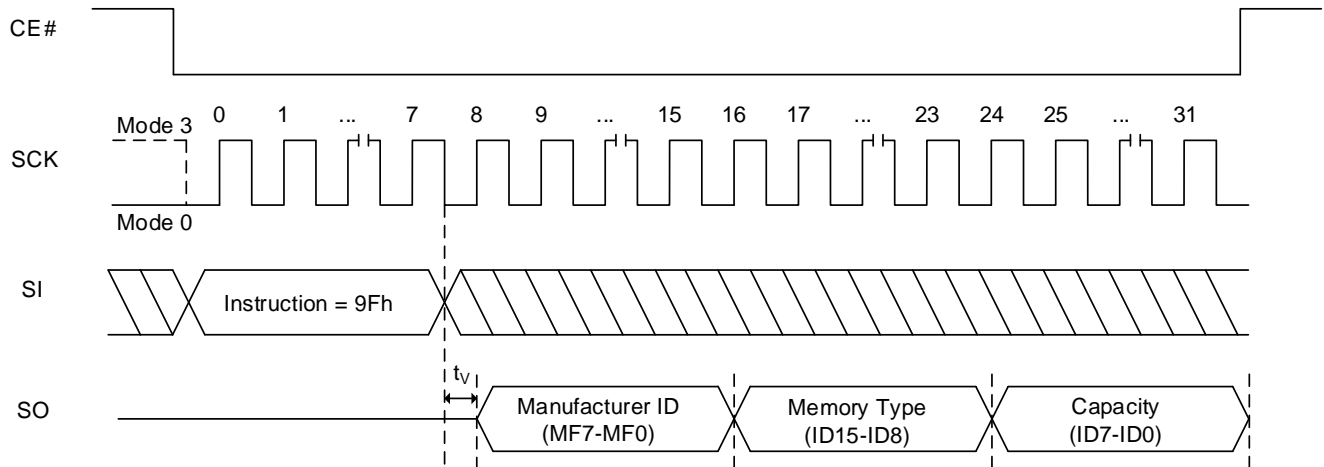 CE#
0 1 ... 7 8 9 ... 15 16 17 ... 23 24 25 ... 31
Mode 3
SCK
Mode 0
SI
Instruction = 9Fh
tV
SO
Manufacturer ID
(MF7-MF0)
Memory Type
(ID15-ID8)
Capacity
(ID7-ID0)